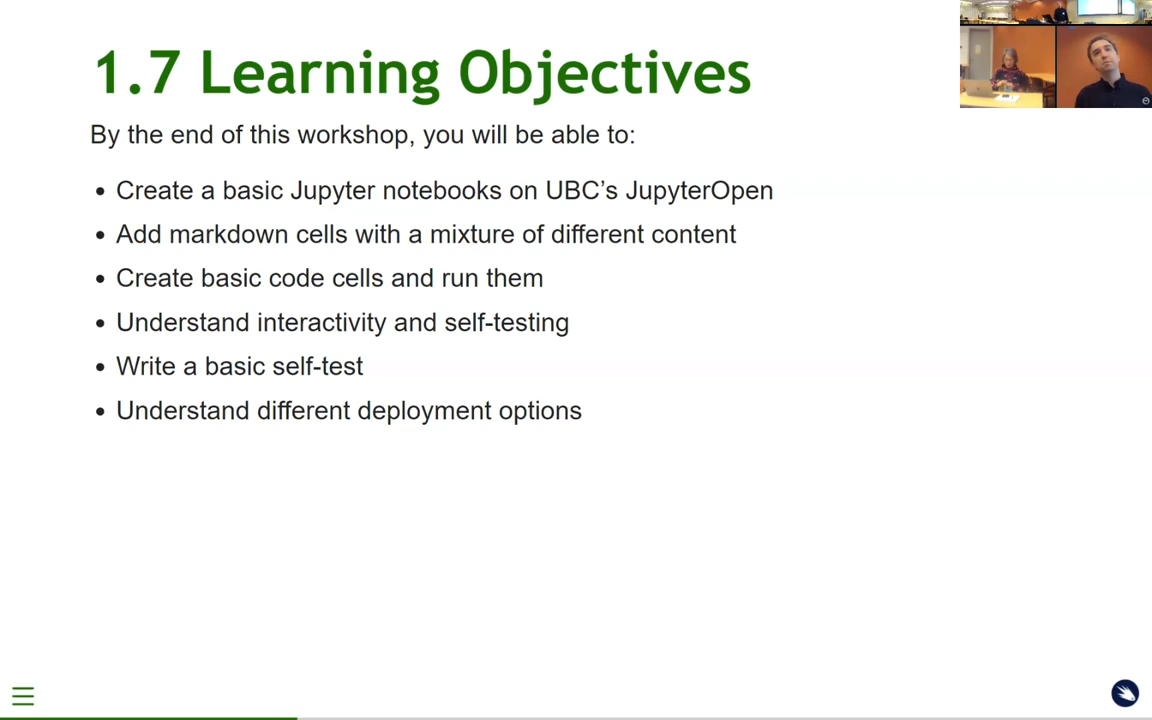 1.7 Learning Objectives
By the end of this workshop, you will be able to:
Create a basic Jupyter notebooks on UBC’s JupyterOpen
Add markdown cells with a mixture of different content
Create basic code cells and run them
Understand interactivity and self-testing
Write a basic self-test
Understand different deployment options